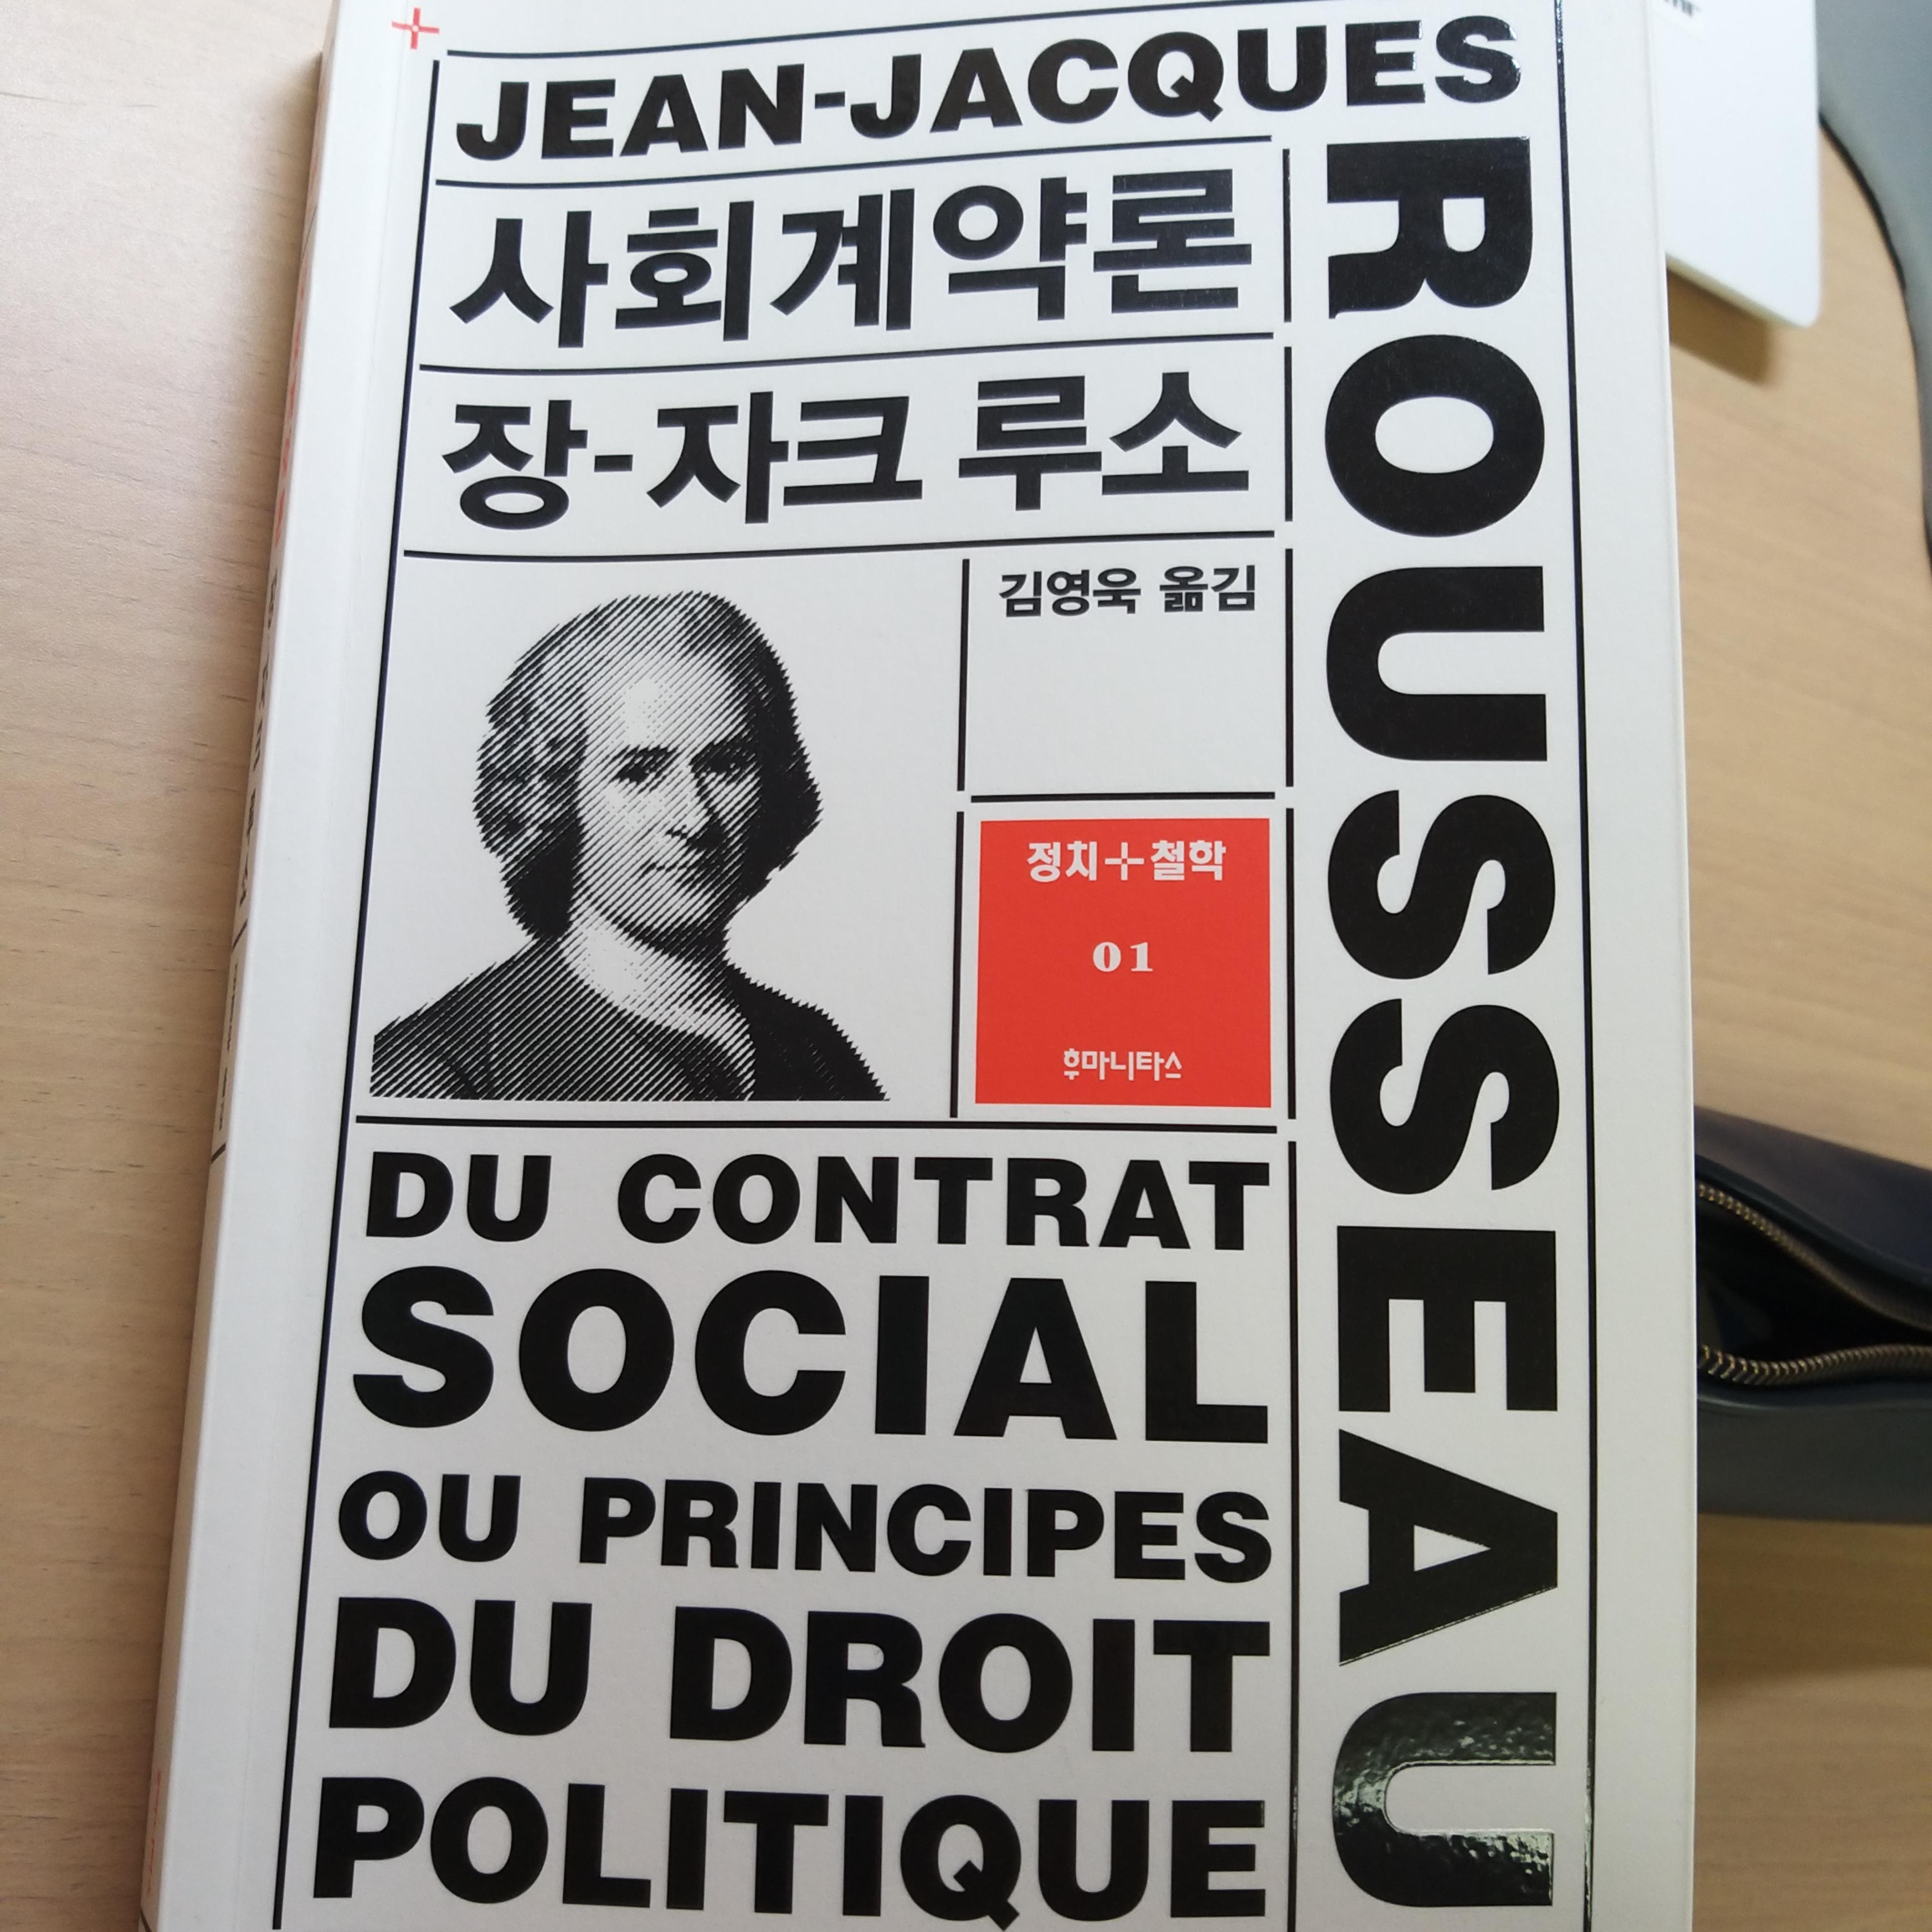 JEAN-JACQUES
ROUSSEAU
사회계약론
장-자크 루소
김영욱 옮김
정치+철학
01
후마니타스
DU CONTRAT
SOCIAL
OU PRINCIPES
DU DROIT
POLITIQUE